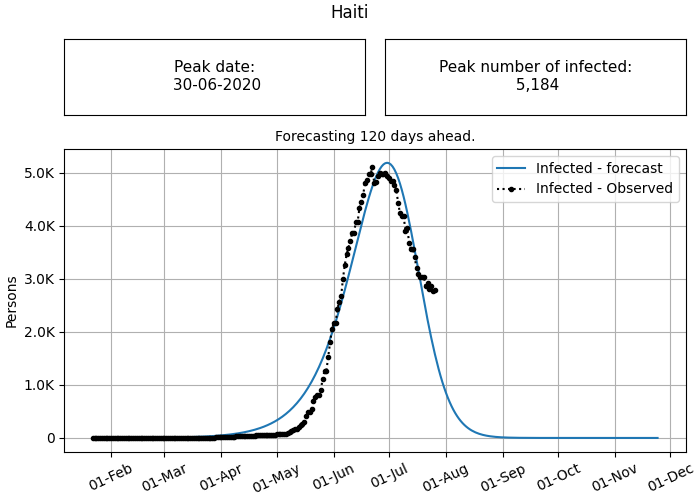 Haiti
Peak date:
30-06-2020
Peak number of infected:
5,184
Forecasting 120 days ahead.
Infected - forecast
Infected - Observed
Persons
5.0K
4.0K
3.0K
2.0K
1.0K
0
01-Feb
01-Mar
01-Apr
01-May
01-Jun
01-Jul
01-Aug
01-Sep
01-Oct
01-Nov
01-Dec